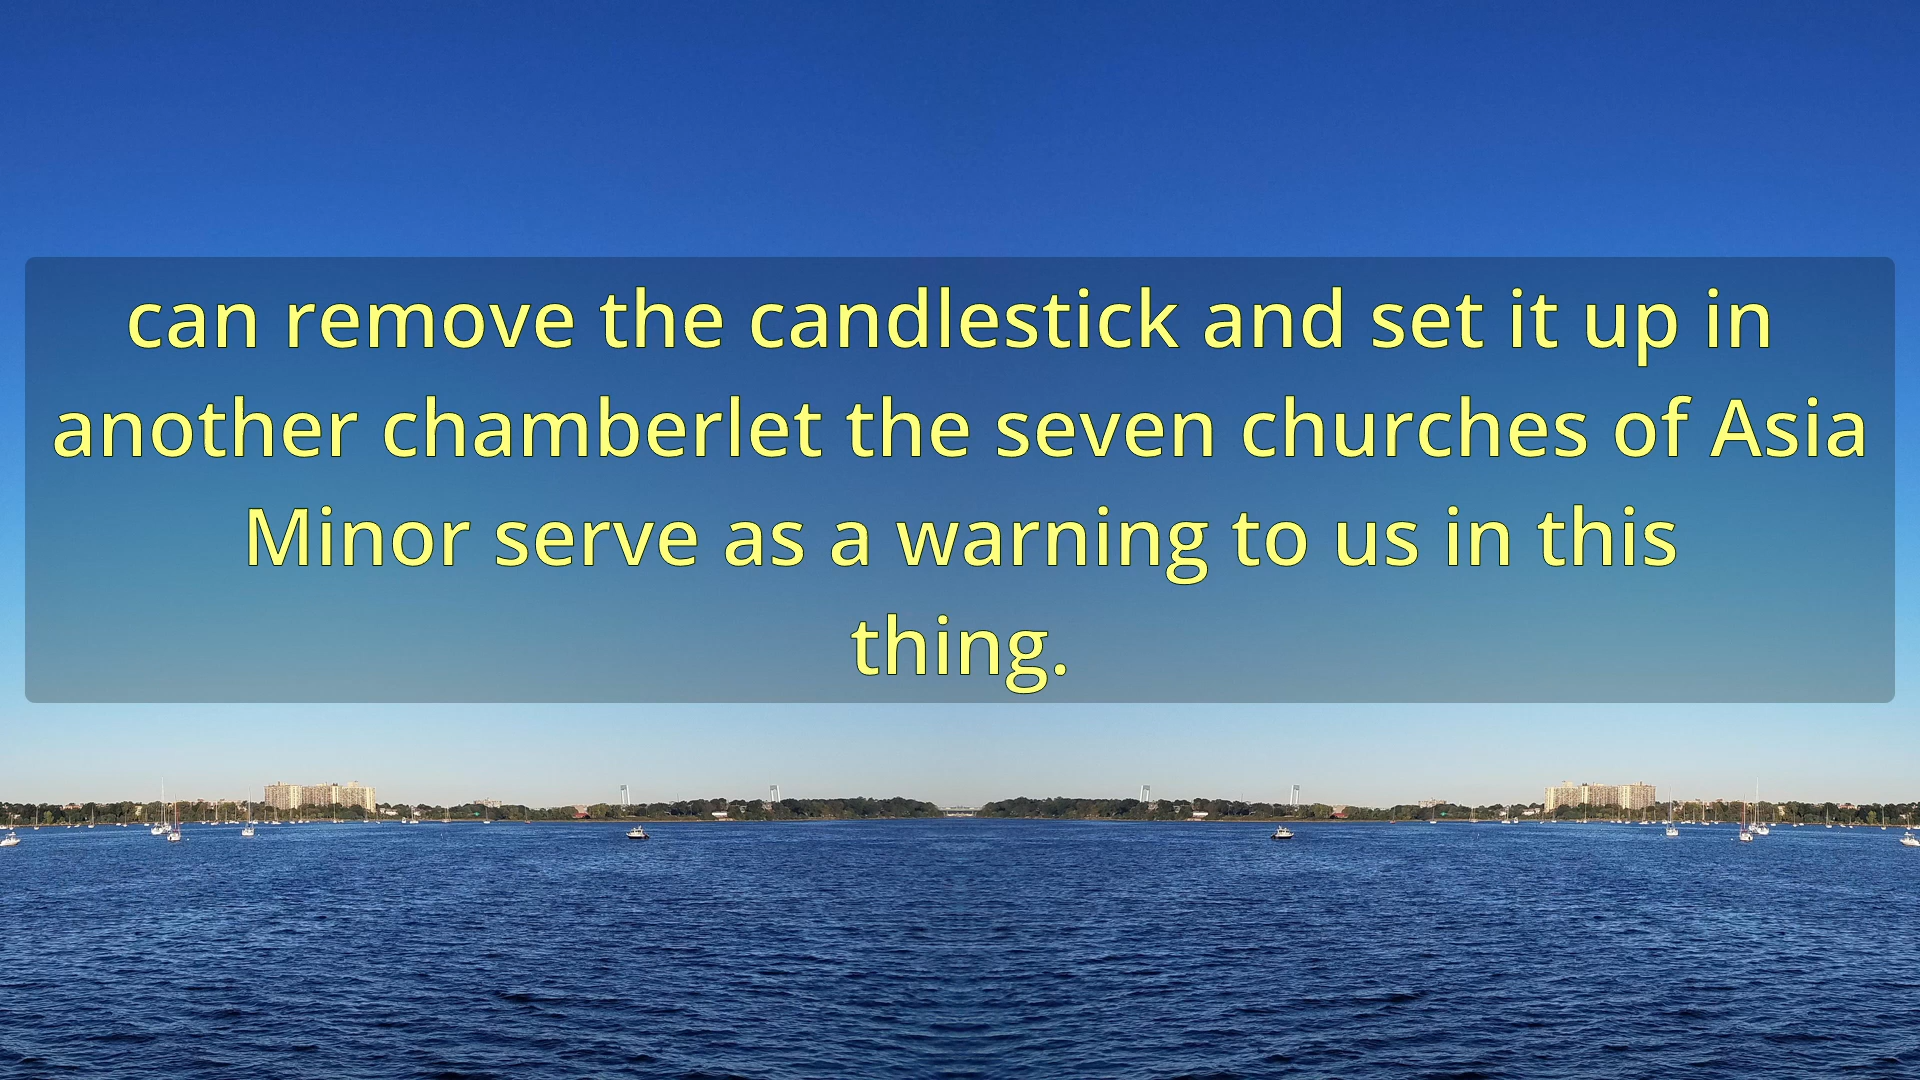 can remove the candlestick and set it up in
another chamberlet the seven churches of Asia
Minor serve as a warning to us in this
thing.